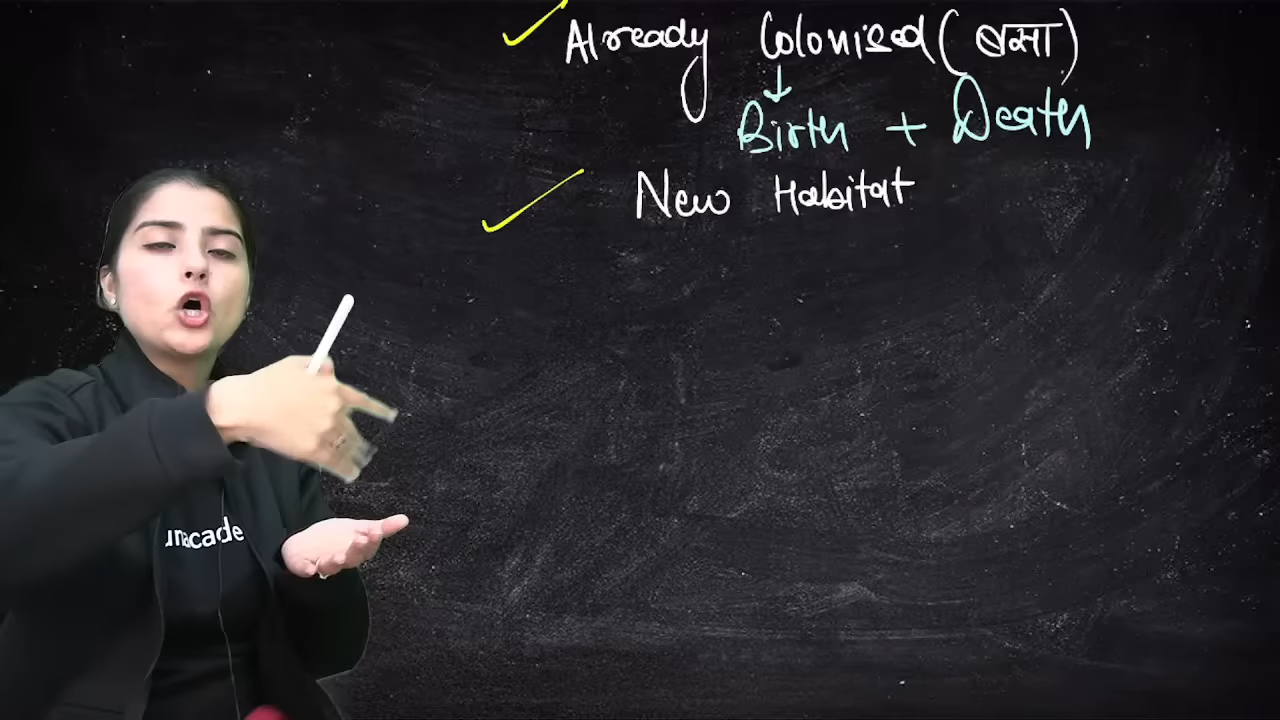 Already Colonised (बसा)
Birth + Death
New Habitat
unacade